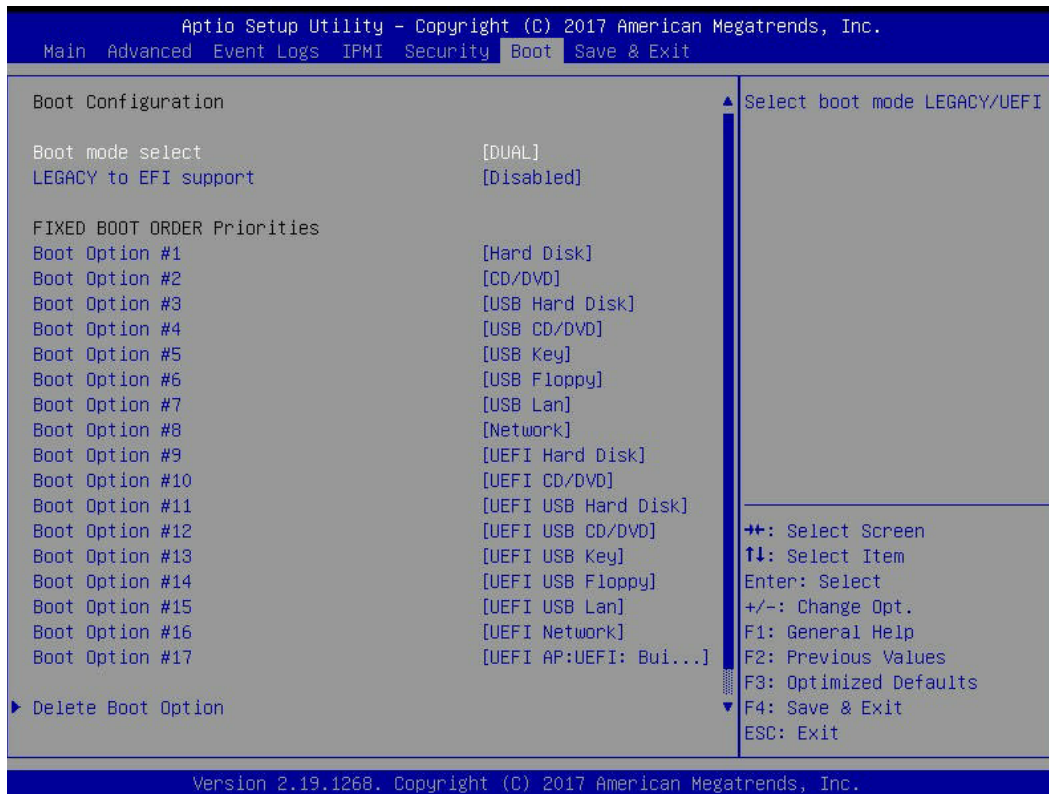 Aptio Setup Utility – Copyright (C) 2017 American Megatrends, Inc.
Main Advanced Event Logs IPMI Security Boot Save & Exit
Boot Configuration
Boot mode select [DUAL]
LEGACY to EFI support [Disabled]
FIXED BOOT ORDER Priorities
Boot Option #1 [Hard Disk]
Boot Option #2 [CD/DVD]
Boot Option #3 [USB Hard Disk]
Boot Option #4 [USB CD/DVD]
Boot Option #5 [USB Key]
Boot Option #6 [USB Floppy]
Boot Option #7 [USB Lan]
Boot Option #8 [Network]
Boot Option #9 [UEFI Hard Disk]
Boot Option #10 [UEFI CD/DVD]
Boot Option #11 [UEFI USB Hard Disk]
Boot Option #12 [UEFI USB CD/DVD]
Boot Option #13 [UEFI USB Key]
Boot Option #14 [UEFI USB Floppy]
Boot Option #15 [UEFI USB Lan]
Boot Option #16 [UEFI Network]
Boot Option #17 [UEFI AP:UEFI: Bui...]
Delete Boot Option
Select boot mode LEGACY/UEFI
→←: Select Screen
↑↓: Select Item
Enter: Select
+/-: Change Opt.
F1: General Help
F2: Previous Values
F3: Optimized Defaults
F4: Save & Exit
ESC: Exit
Version 2.19.1268. Copyright (C) 2017 American Megatrends, Inc.